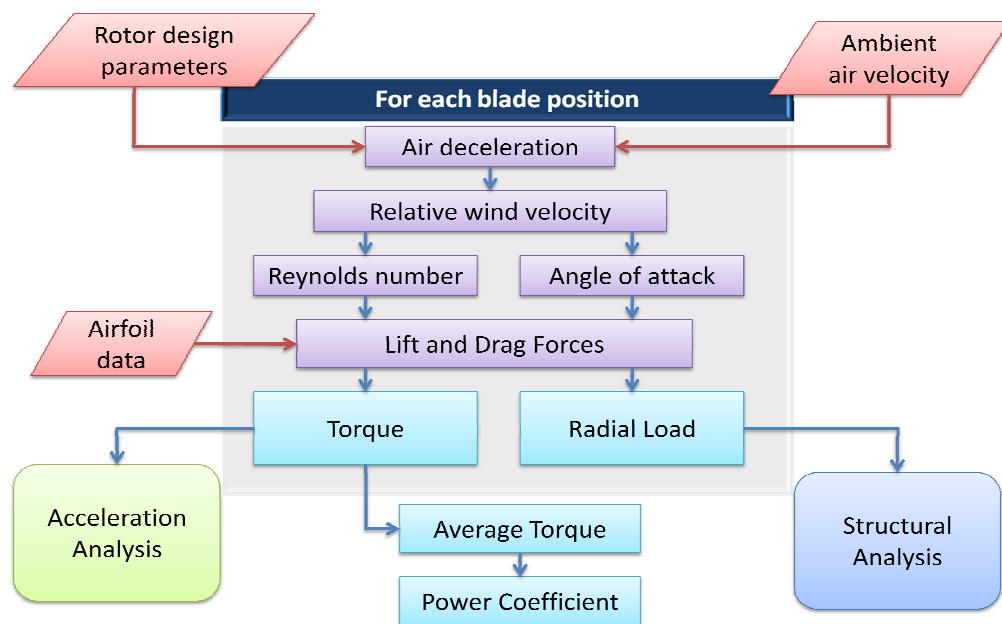 Rotor design
parameters
Ambient
air velocity
For each blade position
Air deceleration
Relative wind velocity
Reynolds number
Angle of attack
Airfoil
data
Lift and Drag Forces
Torque
Radial Load
Acceleration
Analysis
Average Torque
Structural
Analysis
Power Coefficient